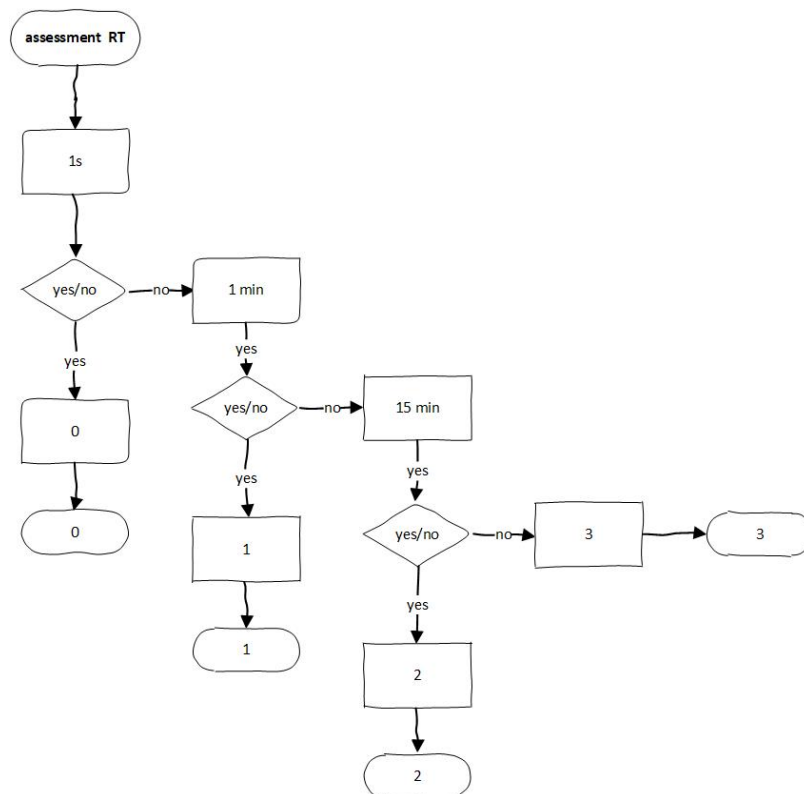 assessment RT
1s
yes/no
no
1 min
yes
yes
yes/no
no
15 min
0
yes
yes
0
1
yes/no
no
3
3
yes
1
2
2